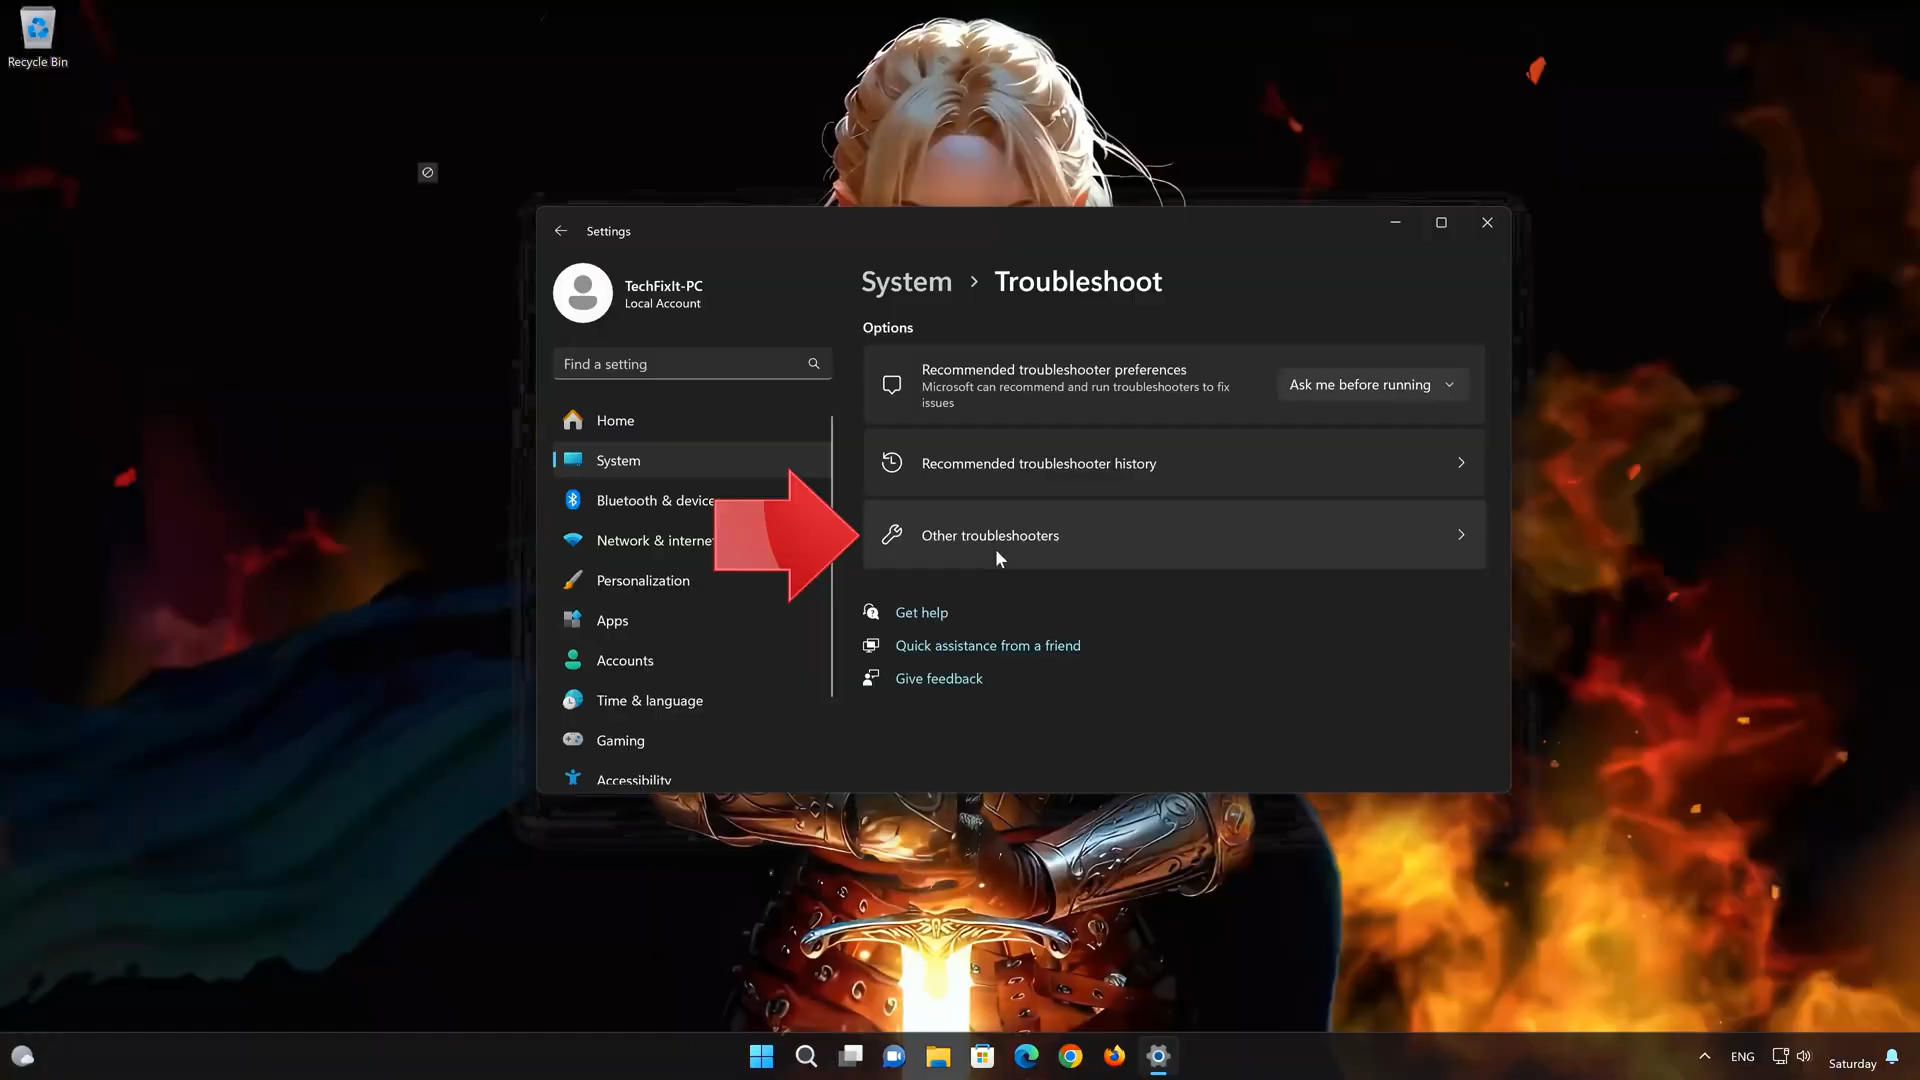 Recycle Bin
Settings
TechFixIt-PC
Local Account
Find a setting
Home
System
Bluetooth & device
Network & interne
Personalization
Apps
Accounts
Time & language
Gaming
Accessibility
System > Troubleshoot
Options
Recommended troubleshooter preferences
Microsoft can recommend and run troubleshooters to fix
issues
Ask me before running
Recommended troubleshooter history
Other troubleshooters
Get help
Quick assistance from a friend
Give feedback
ENG
Saturday